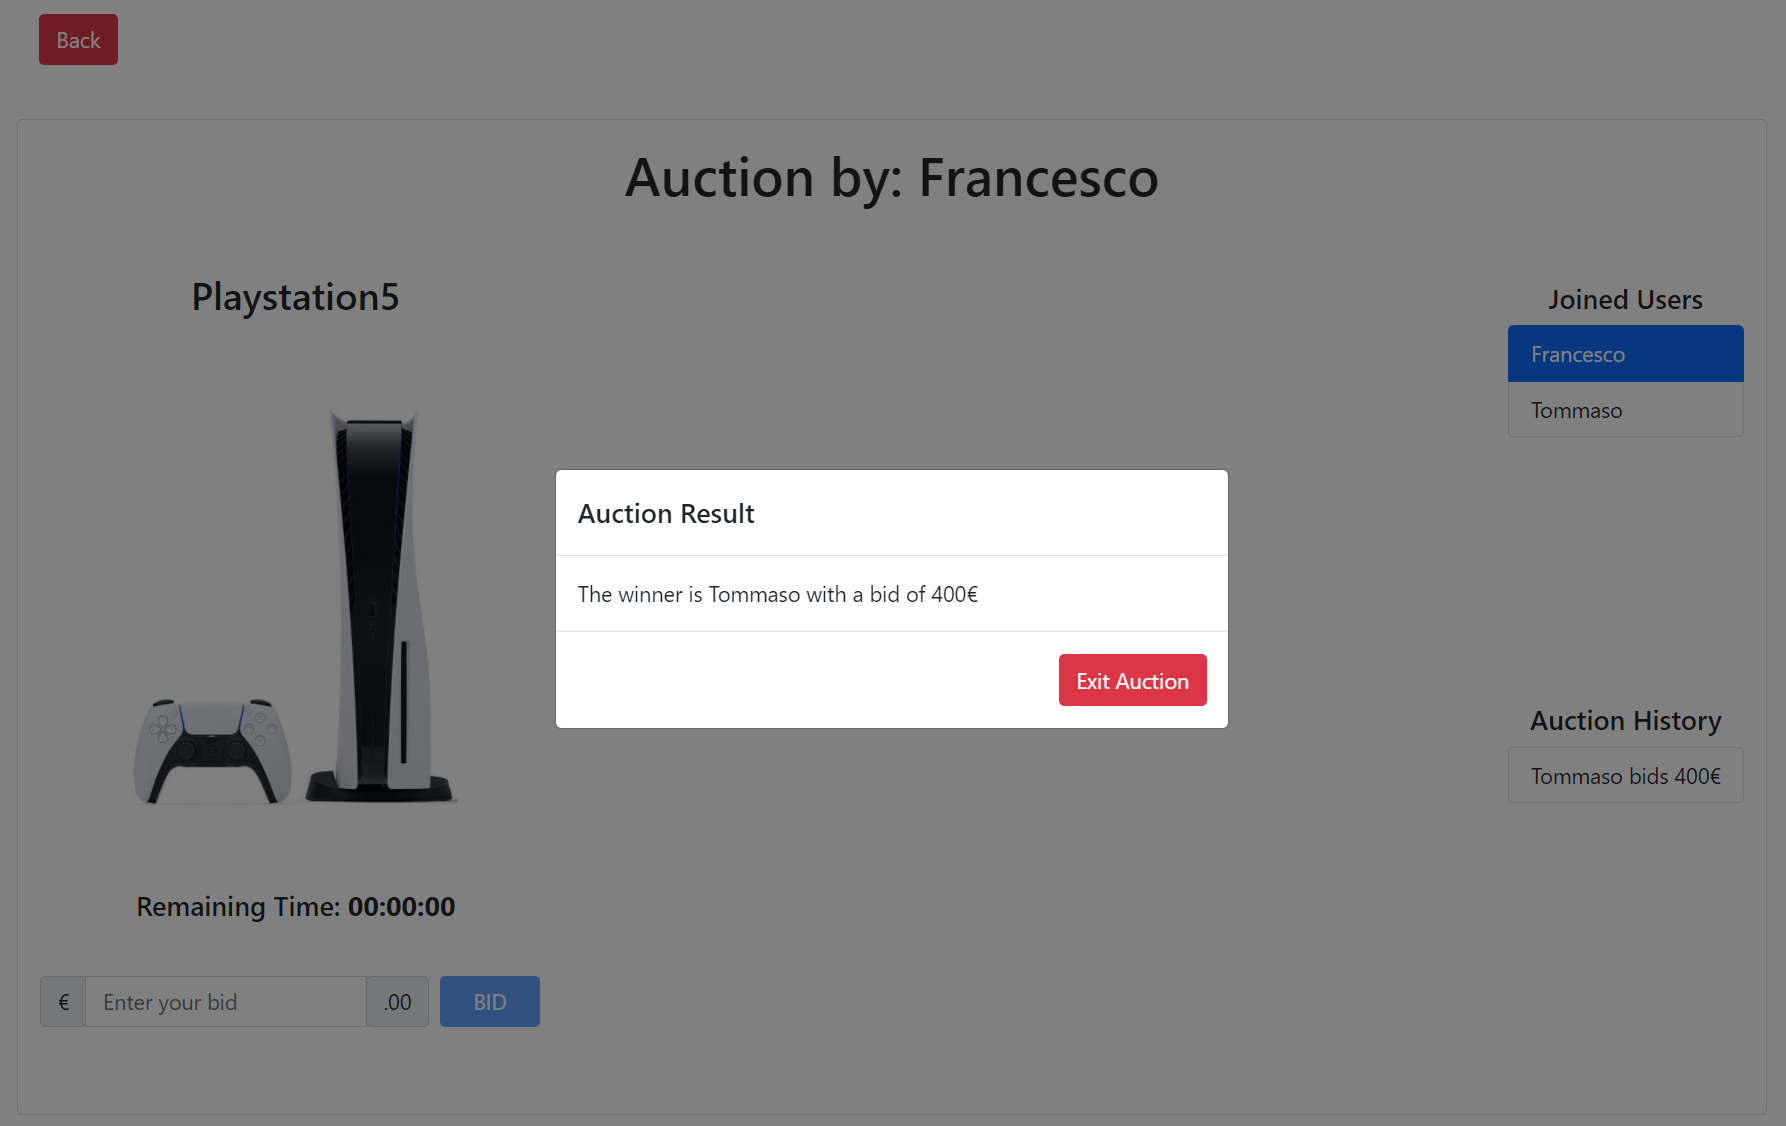 Back
Auction by: Francesco
Playstation5
Joined Users
Francesco
Tommaso
Auction Result
The winner is Tommaso with a bid of 400€
Exit Auction
Auction History
Tommaso bids 400€
Remaining Time: 00:00:00
€ Enter your bid .00 BID